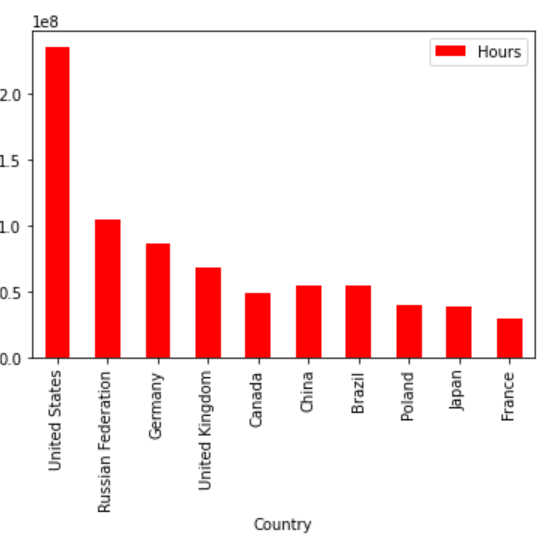 1e8
Hours
2.0
1.5
1.0
0.5
0.0
United States
Russian Federation
Germany
United Kingdom
Canada
China
Brazil
Poland
Japan
France
Country